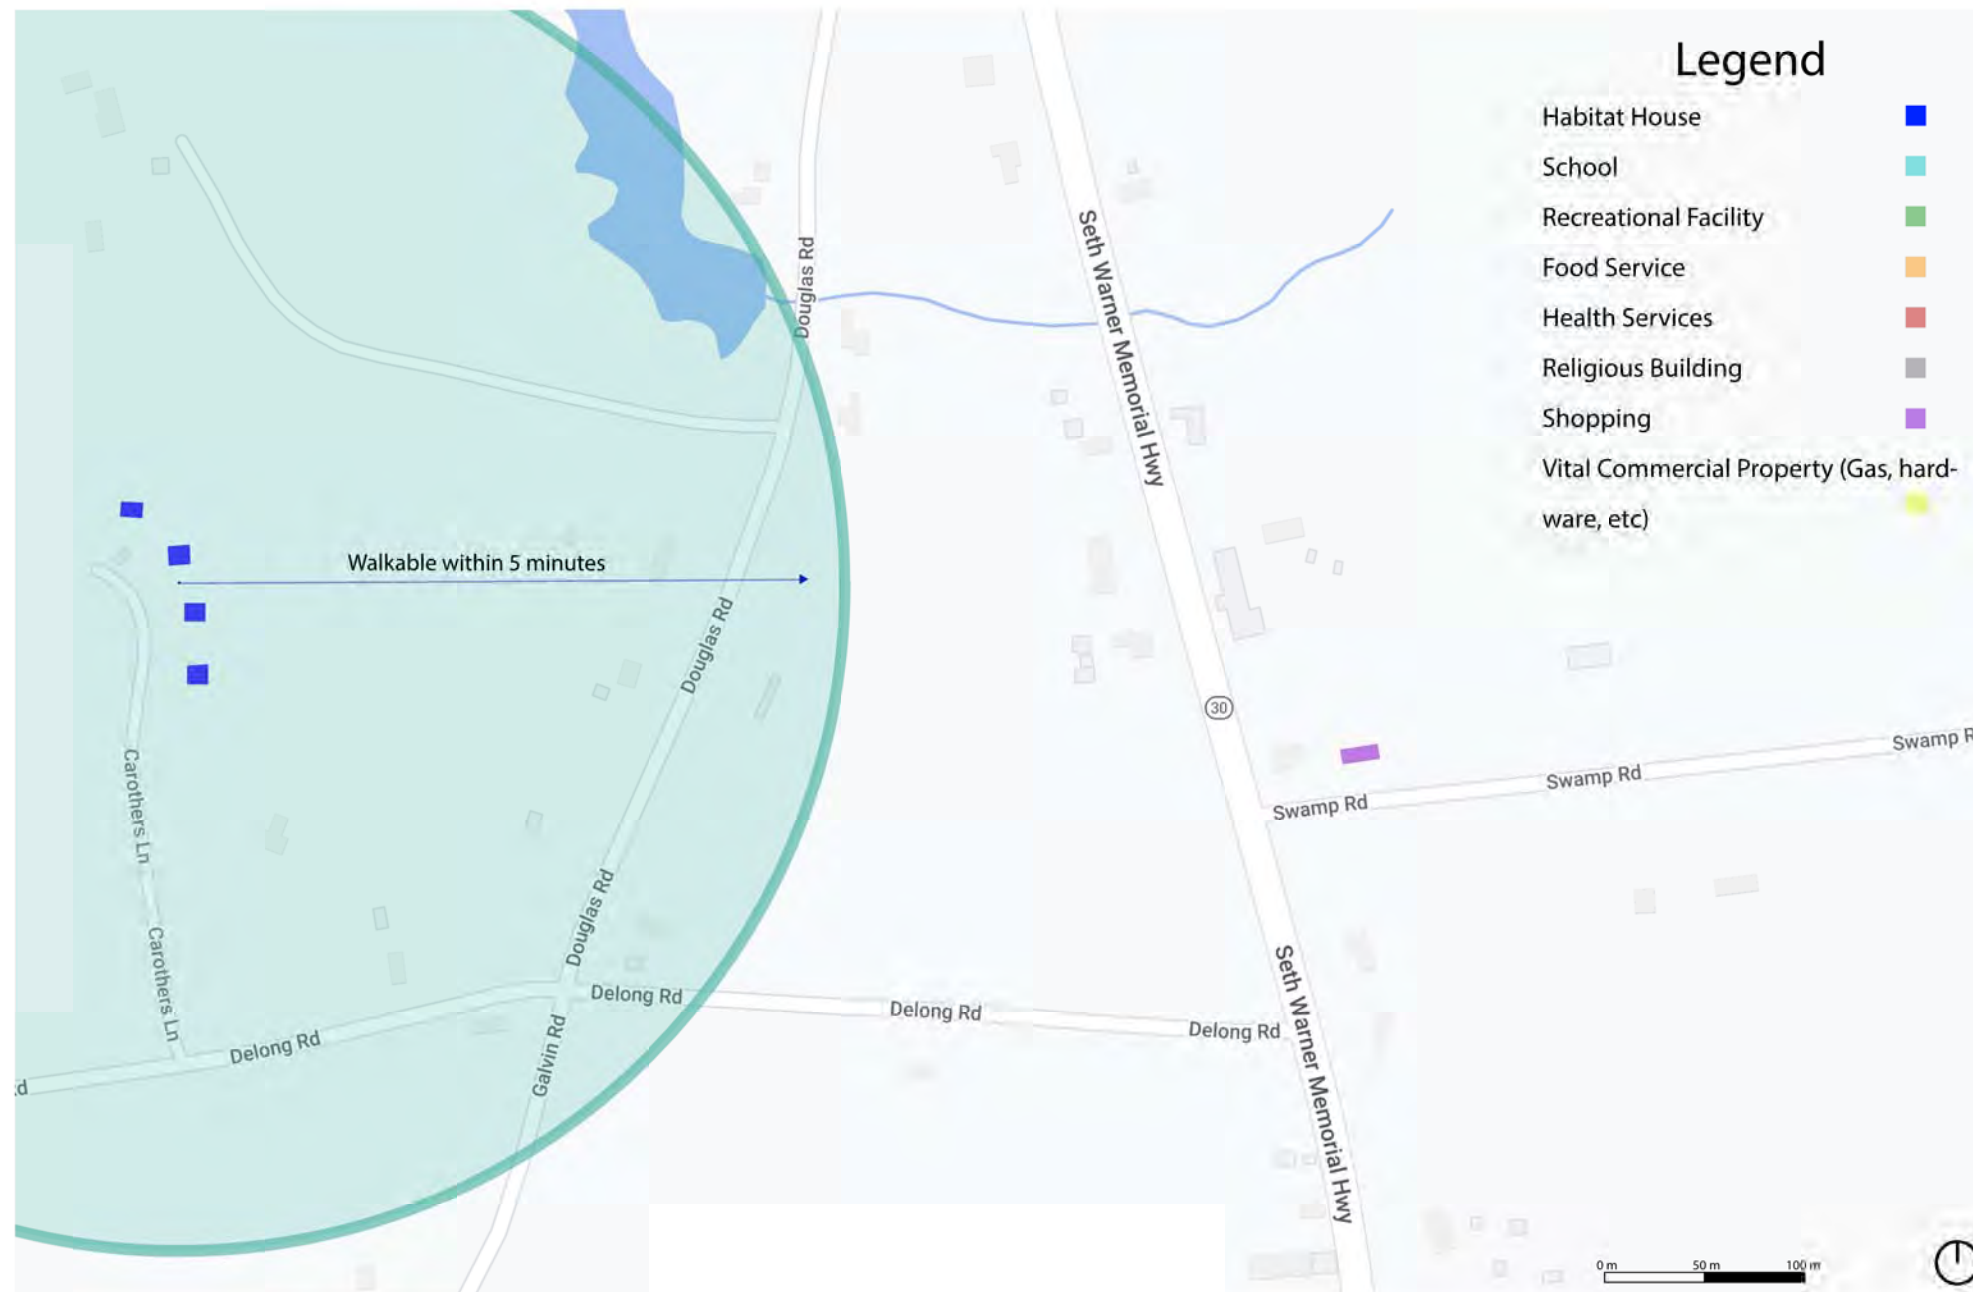 Legend
Habitat House
School
Recreational Facility
Food Service
Health Services
Religious Building
Shopping
Vital Commercial Property (Gas, hard-
ware, etc)
Douglas Rd
Seth Warner Memorial Hwy
Walkable within 5 minutes
Douglas Rd
30
Swamp R
Swamp Rd
Swamp Rd
Carothers Ln
Douglas Rd
Carothers Ln
Delong Rd
Delong Rd
Delong Rd
Delong Rd
Seth Warner Memorial Hwy
Galvin Rd
d
0 m
50 m
100 m